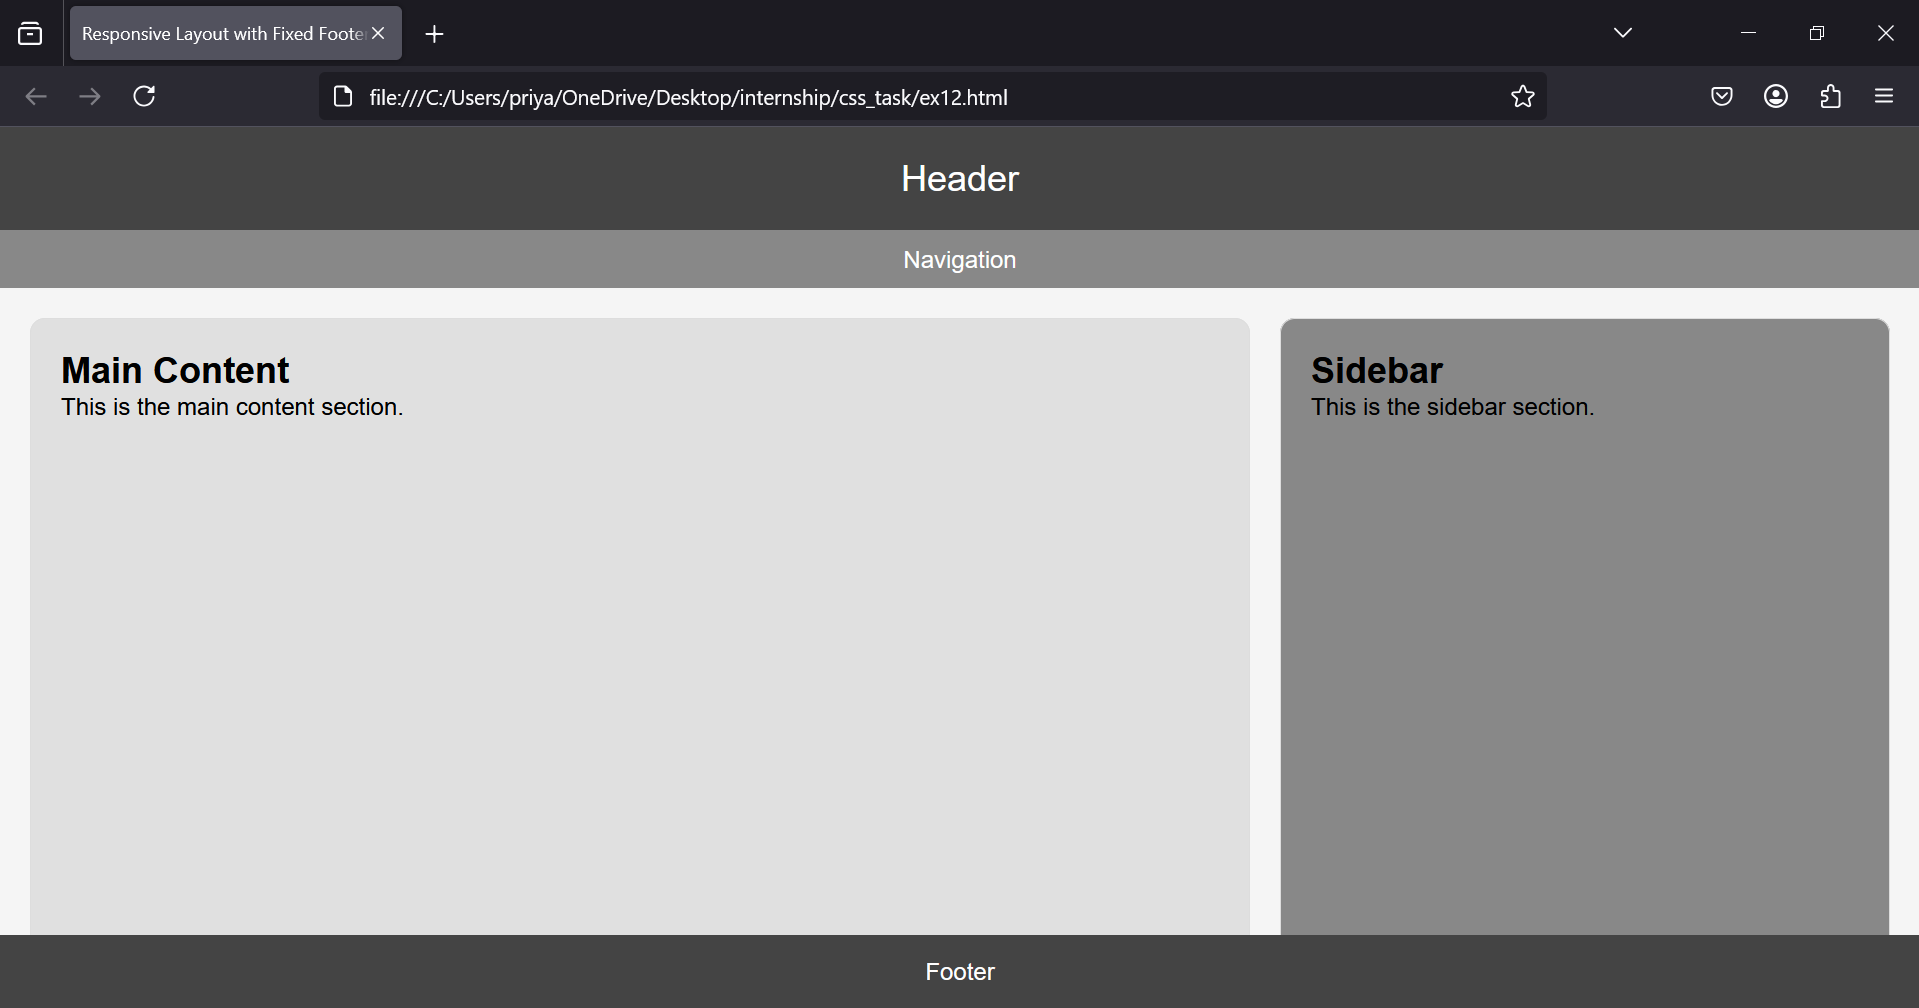 Responsive Layout with Fixed Foote
file:///C:/Users/priya/OneDrive/Desktop/internship/css_task/ex12.html
Header
Navigation
Main Content
This is the main content section.
Sidebar
This is the sidebar section.
Footer